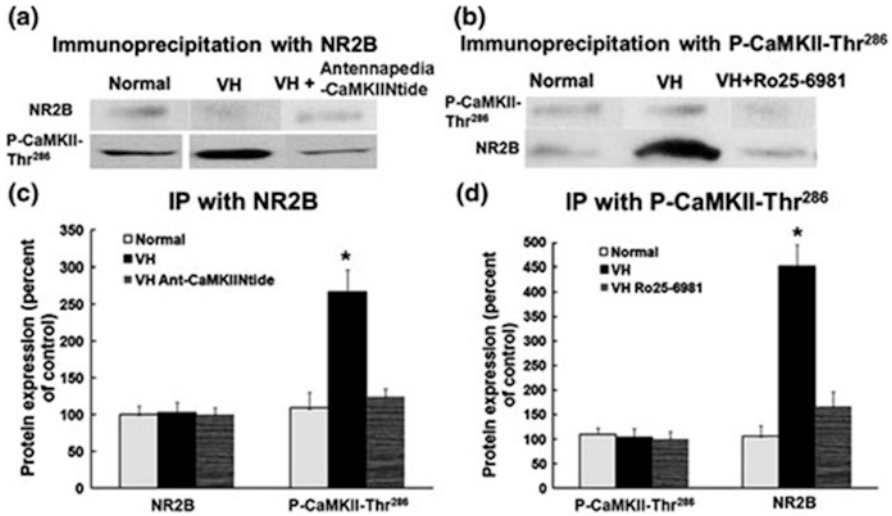 (a)
Immunoprecipitation with NR2B
Normal VH VH + Antennapedia
-CaMKIINtide
NR2B
P-CaMKII-
Thr²⁸⁶
(b)
Immunoprecipitation with P-CaMKII-Thr²⁸⁶
Normal VH VH+Ro25-6981
P-CaMKII-
Thr²⁸⁶
NR2B
(c)
IP with NR2B
Protein expression (percent
of control)
350
300
250
200
150
100
50
0
Normal
VH
VH Ant-CaMKIINtide
*
NR2B P-CaMKII-Thr²⁸⁶
(d)
IP with P-CaMKII-Thr²⁸⁶
Protein expression (percent
of control)
500
450
400
350
300
250
200
150
100
50
0
Normal
VH
VH Ro25-6981
*
P-CaMKII-Thr²⁸⁶ NR2B